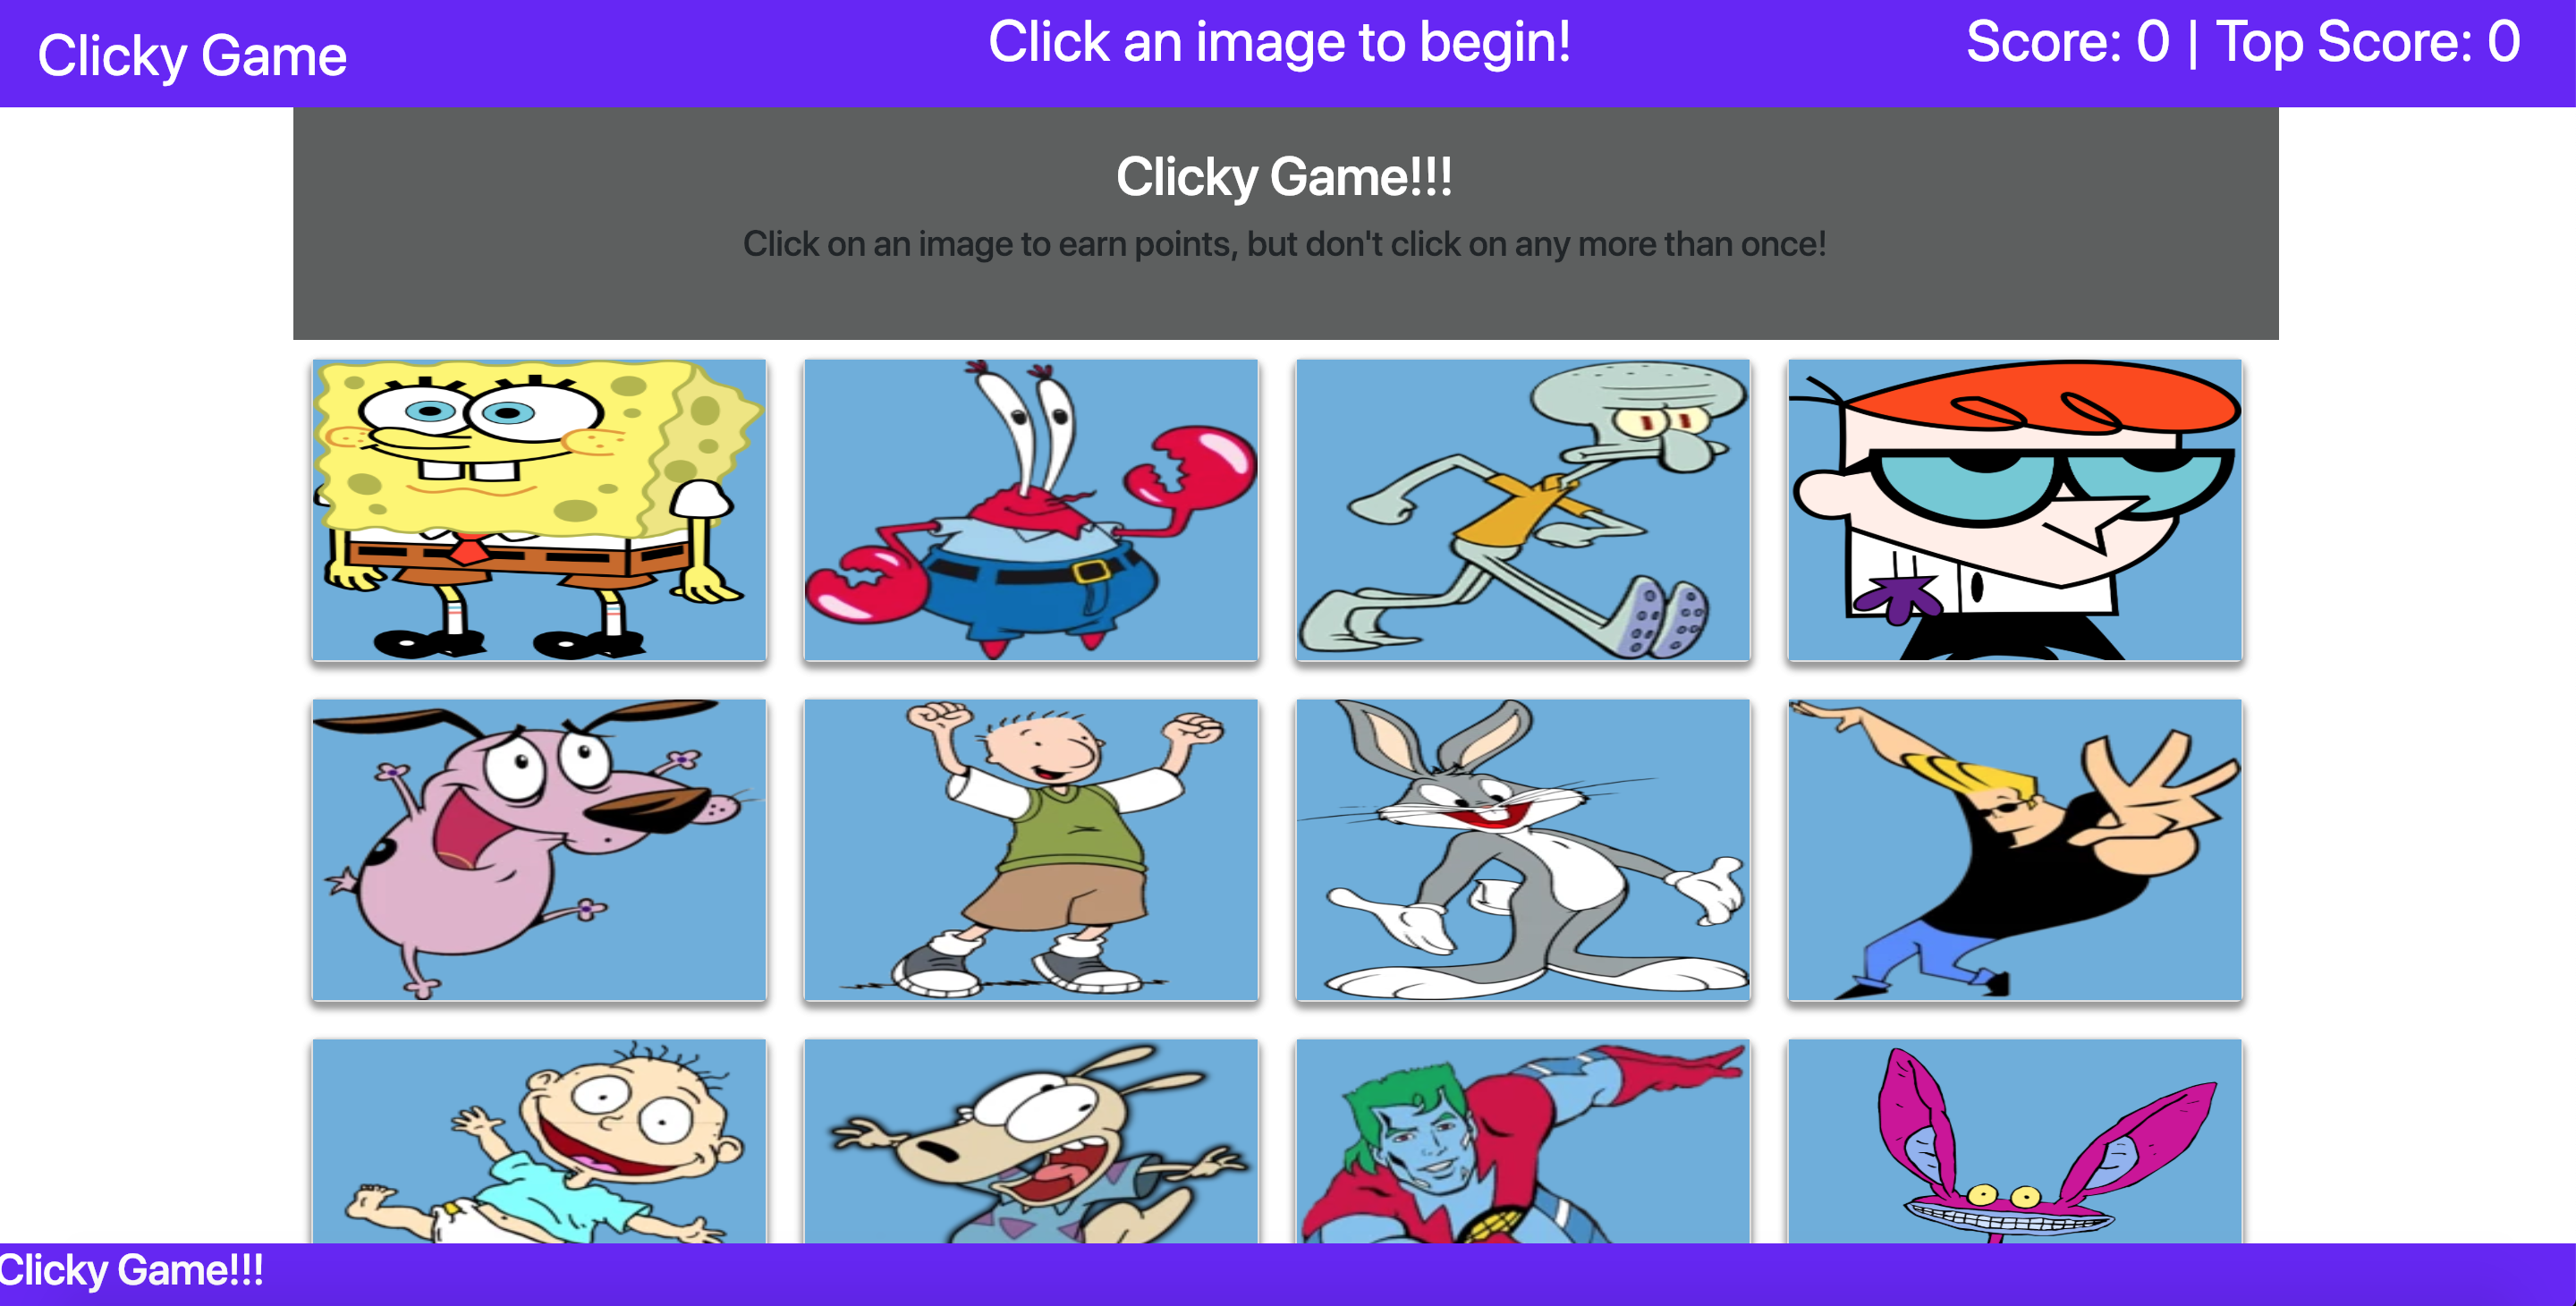 Clicky Game
Click an image to begin!
Score: 0 | Top Score: 0
Clicky Game!!!
Click on an image to earn points, but don't click on any more than once!
Clicky Game!!!